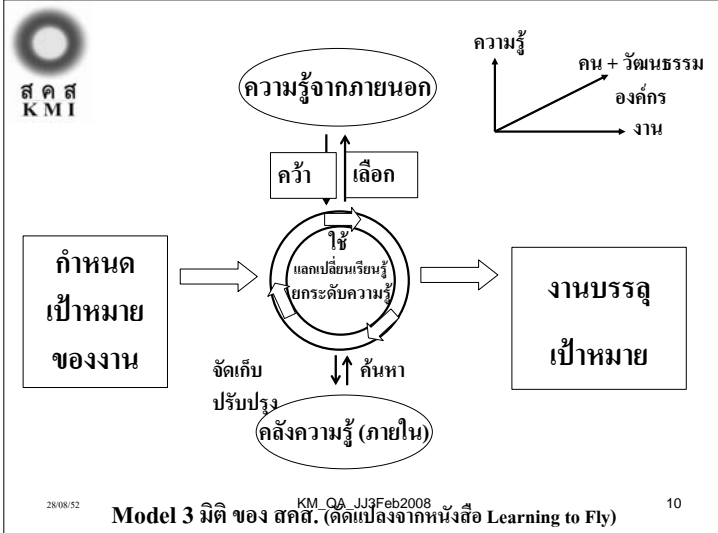 ส ค ส
K M I
ความรู้
คน + วัฒนธรรม
องค์กร
งาน
ความรู้จากภายนอก
คว้า
เลือก
กำหนด
เป้าหมาย
ของงาน
ใช้
แลกเปลี่ยนเรียนรู้
ยกระดับความรู้
งานบรรลุ
เป้าหมาย
จัดเก็บ
ปรับปรุง
ค้นหา
คลังความรู้ (ภายใน)
28/08/52
KM_QA_JJ3Feb2008
10
Model 3 มิติ ของ สคส. (ดัดแปลงจากหนังสือ Learning to Fly)